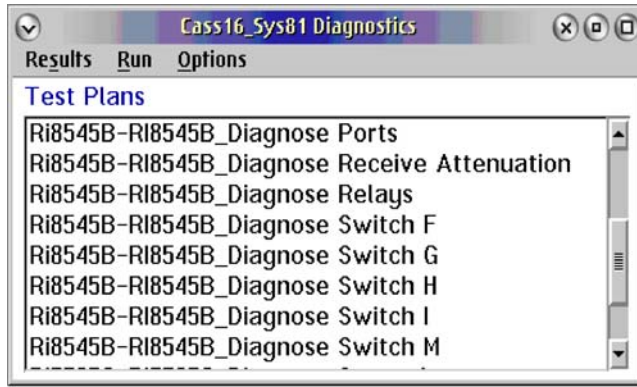 Cass16_Sys81 Diagnostics
Results Run Options
Test Plans
Ri8545B-RI8545B_Diagnose Ports
Ri8545B-RI8545B_Diagnose Receive Attenuation
Ri8545B-RI8545B_Diagnose Relays
Ri8545B-RI8545B_Diagnose Switch F
Ri8545B-RI8545B_Diagnose Switch G
Ri8545B-RI8545B_Diagnose Switch H
Ri8545B-RI8545B_Diagnose Switch I
Ri8545B-RI8545B_Diagnose Switch M